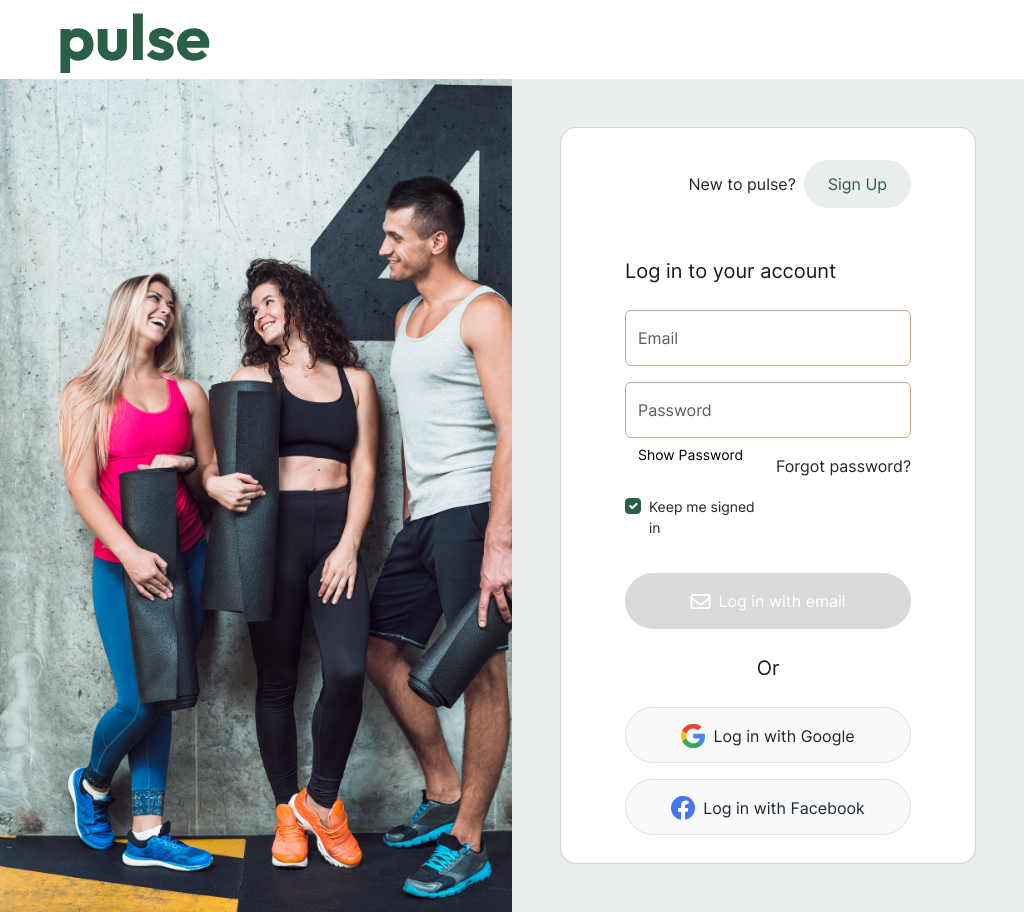 pulse
4
New to pulse? Sign Up
Log in to your account
Email
Password
Show Password
Forgot password?
Keep me signed
in
Log in with email
Or
Log in with Google
Log in with Facebook